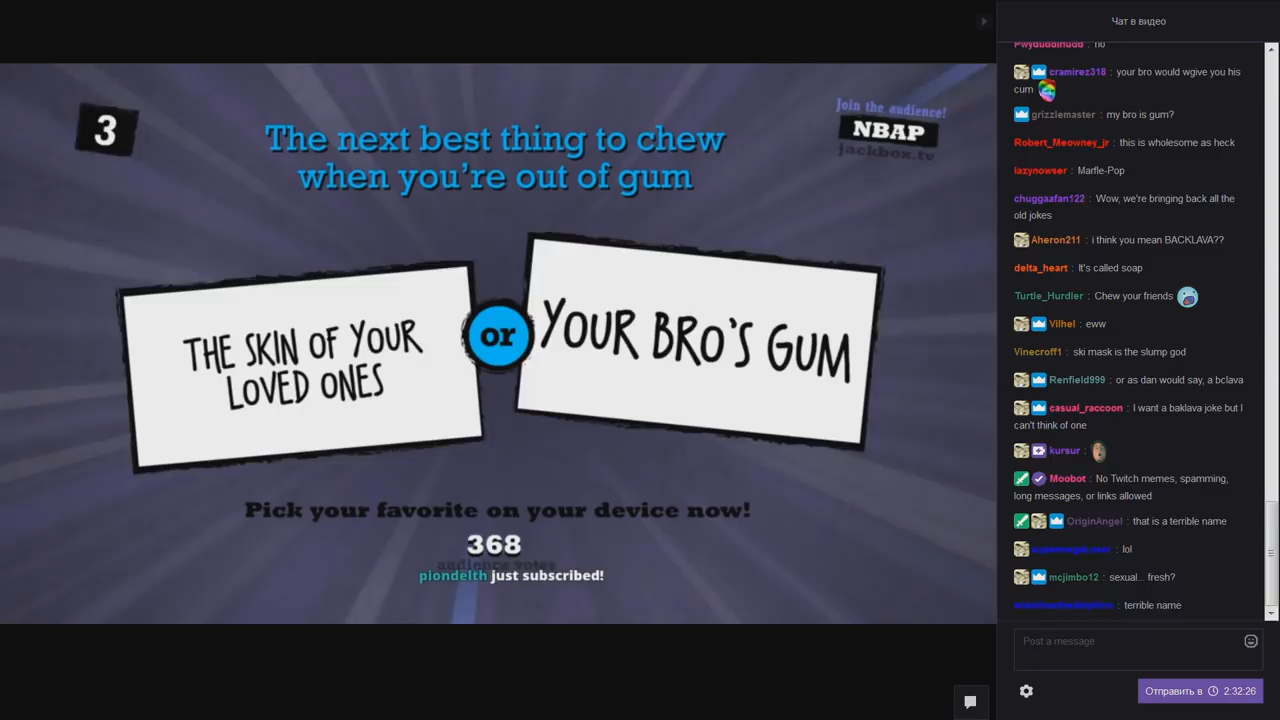 3
The next best thing to chew
when you're out of gum
Join the audience!
NBAP
jackbox.tv
THE SKIN OF YOUR
LOVED ONES
or
YOUR BRO'S GUM
Pick your favorite on your device now!
368
audience votes
piondelth just subscribed!
Чат в видео
Pwyduddihudd no
cramirez318 : your bro would wgive you his
cum
grizzlemaster : my bro is gum?
Robert_Meowney_jr : this is wholesome as heck
lazynowser : Marfle-Pop
chuggaafan122 : Wow, we're bringing back all the
old jokes
Aheron211 : i think you mean BACKLAVA??
delta_heart : It's called soap
Turtle_Hurdler : Chew your friends
Vilhel : eww
Vinecroff1 : ski mask is the slump god
Renfield999 : or as dan would say, a bclava
casual_raccoon : I want a baklava joke but I
can't think of one
kursur :
Moobot : No Twitch memes, spamming,
long messages, or links allowed
OriginAngel : that is a terrible name
: lol
mcjimbo12 : sexual... fresh?
: terrible name
Post a message
Отправить в 2:32:26